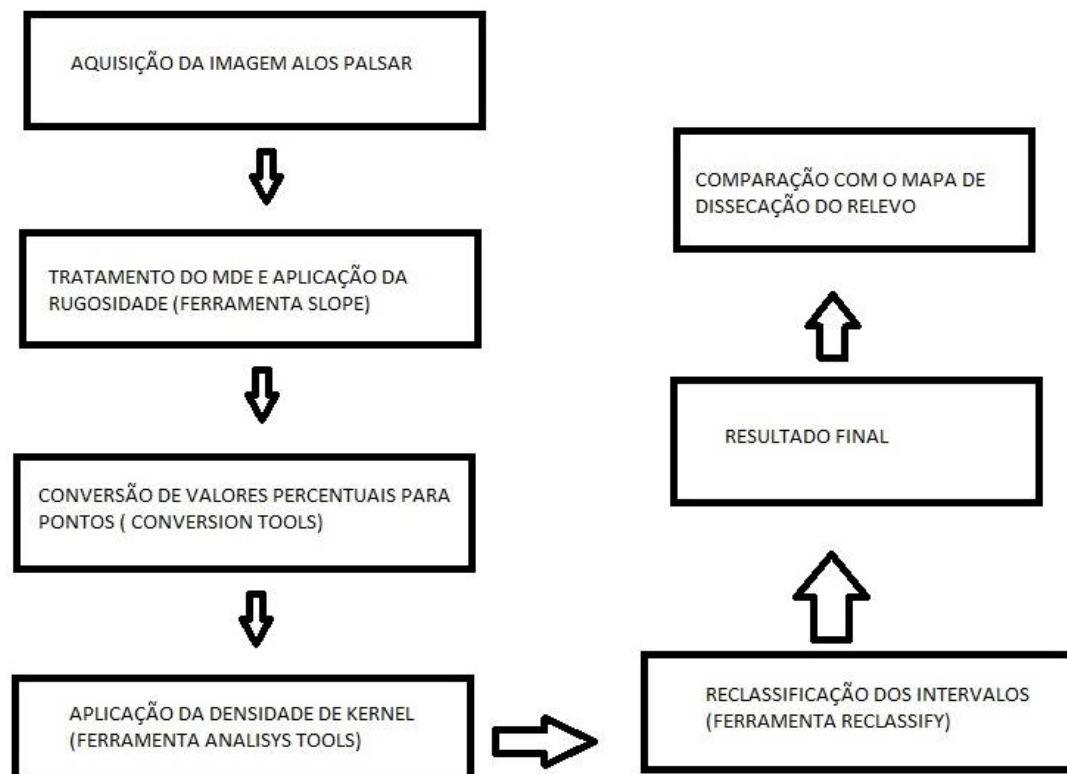 AQUISIÇÃO DA IMAGEM ALOS PALSAR
TRATAMENTO DO MDE E APLICAÇÃO DA
RUGOSIDADE (FERRAMENTA SLOPE)
CONVERSÃO DE VALORES PERCENTUAIS PARA
PONTOS ( CONVERSION TOOLS)
APLICAÇÃO DA DENSIDADE DE KERNEL
(FERRAMENTA ANALISYS TOOLS)
RECLASSIFICAÇÃO DOS INTERVALOS
(FERRAMENTA RECLASSIFY)
RESULTADO FINAL
COMPARAÇÃO COM O MAPA DE
DISSECAÇÃO DO RELEVO